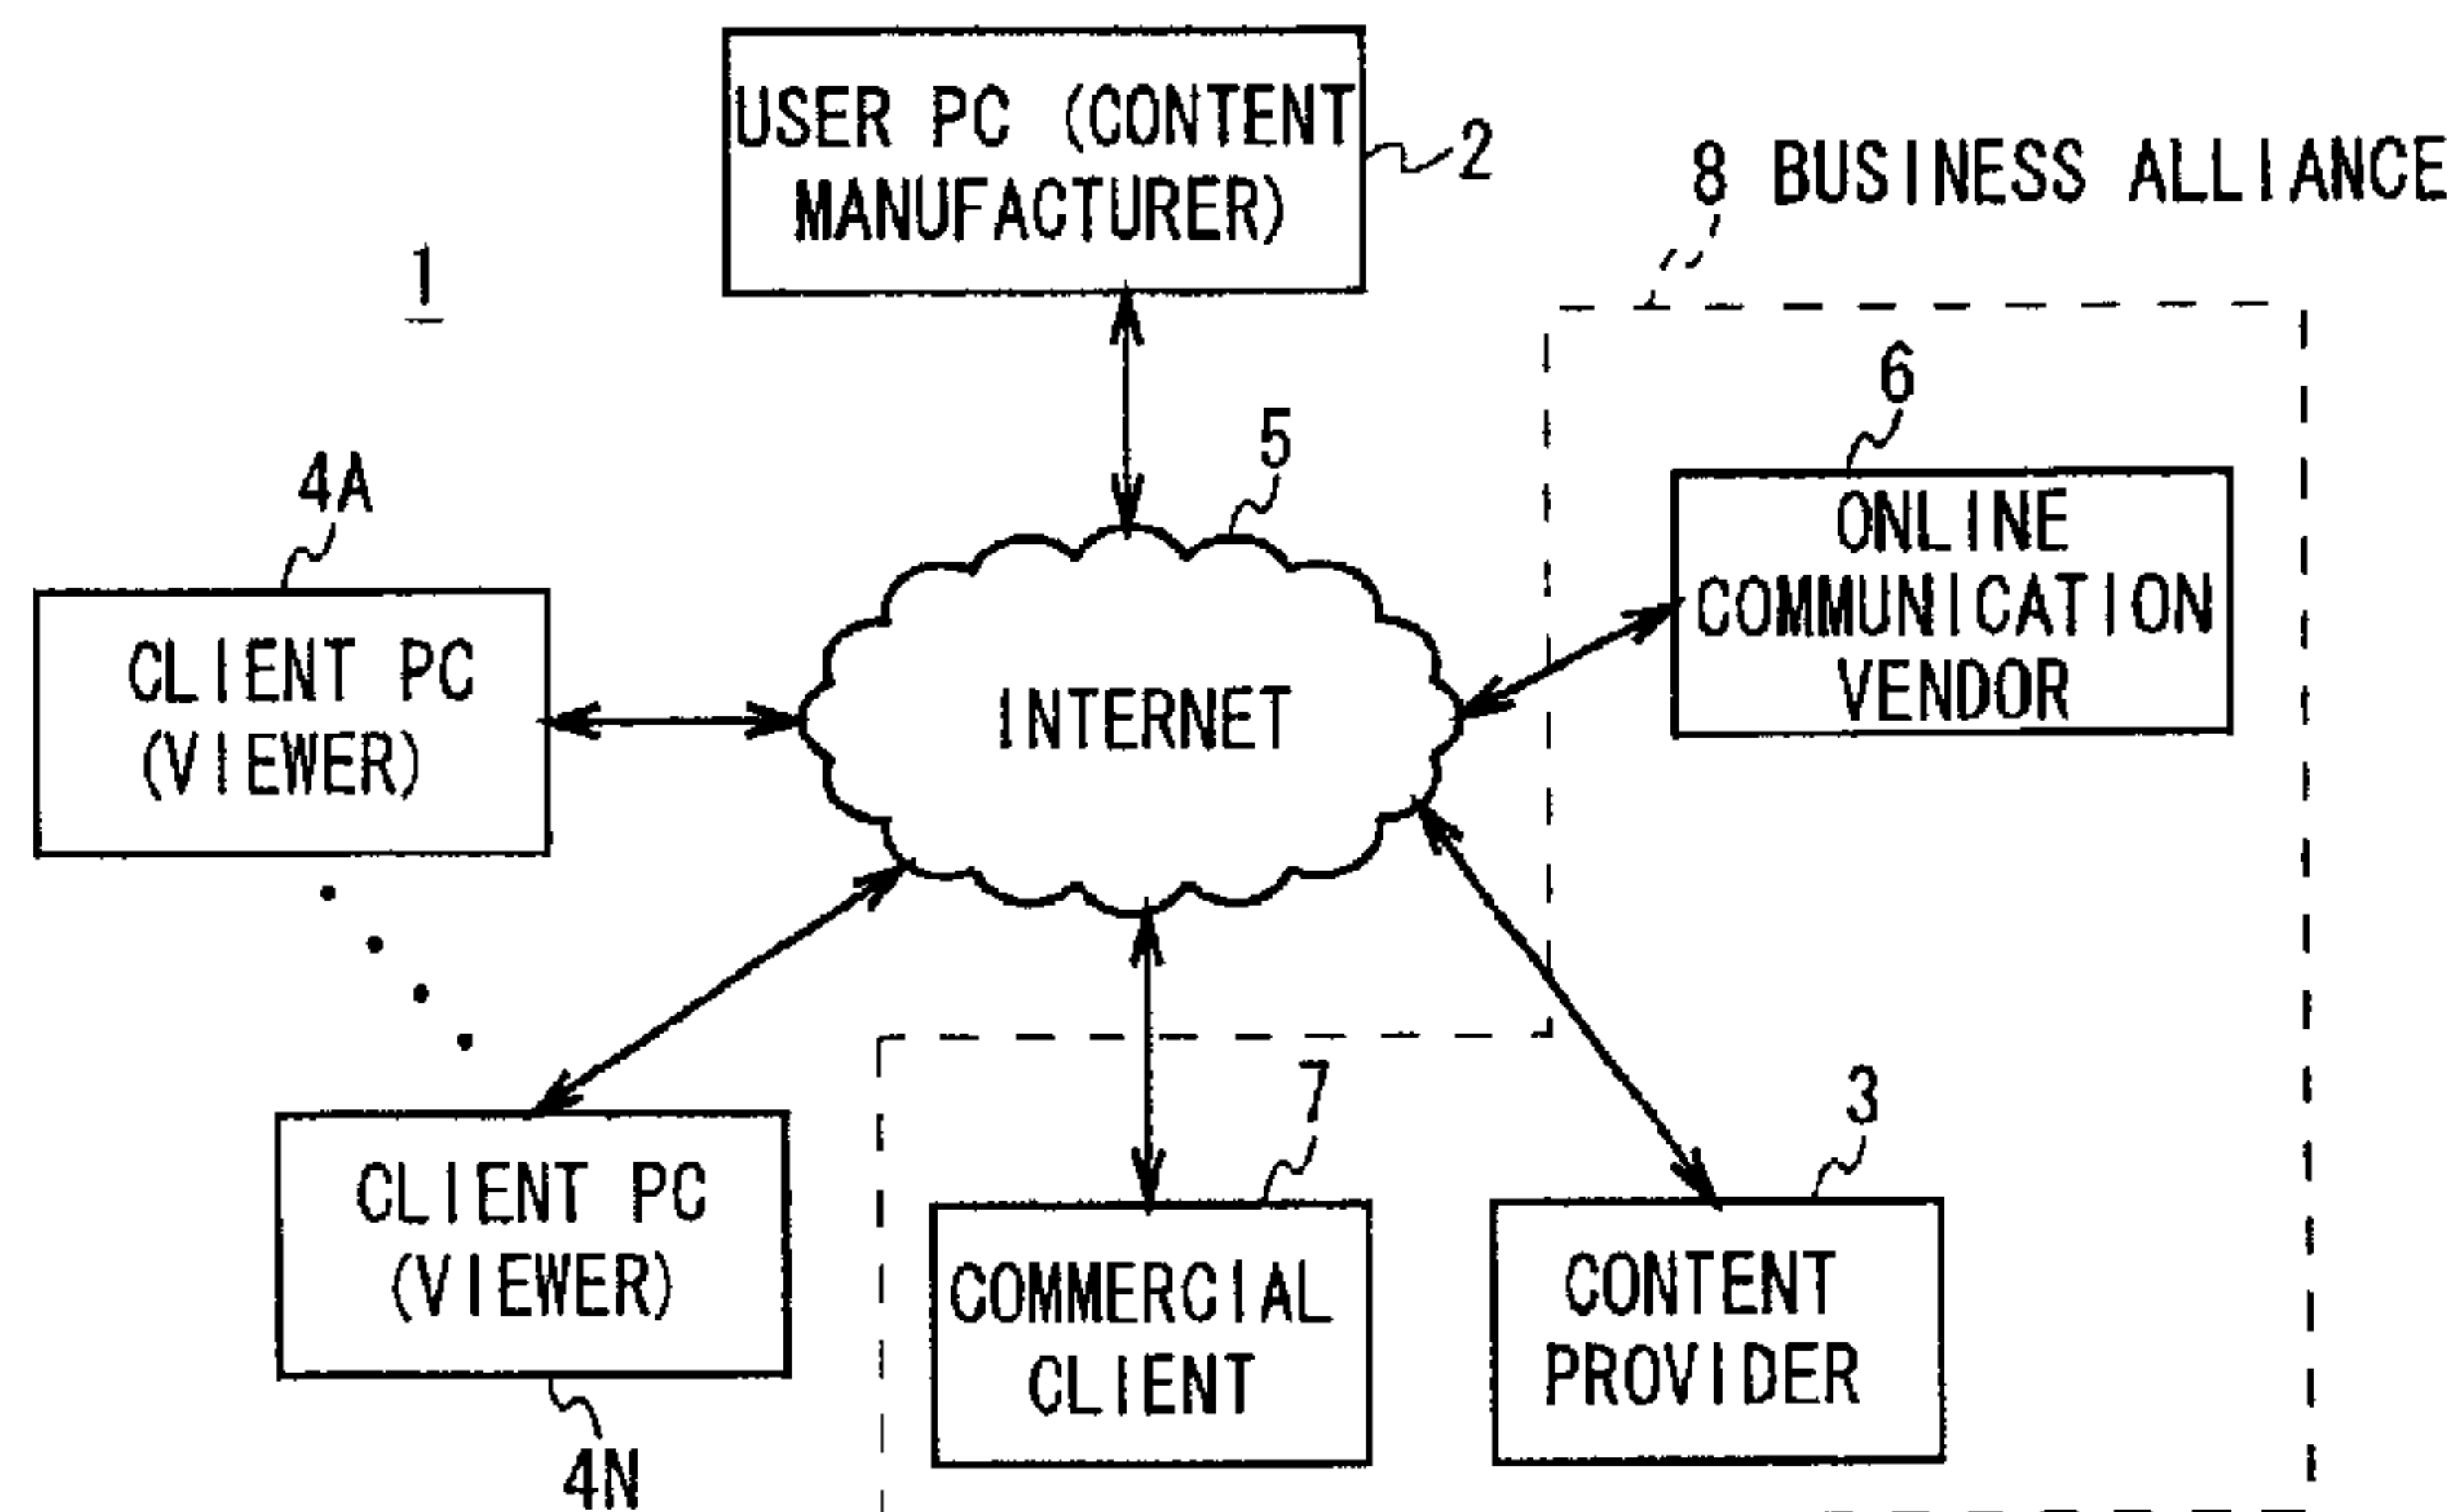 USER PC (CONTENT
MANUFACTURER)
2
8 BUSINESS ALLIANCE
1
6
5
4A
ONLINE
COMMUNICATION
VENDOR
CLIENT PC
(VIEWER)
INTERNET
7
3
CLIENT PC
(VIEWER)
COMMERCIAL
CLIENT
CONTENT
PROVIDER
4N